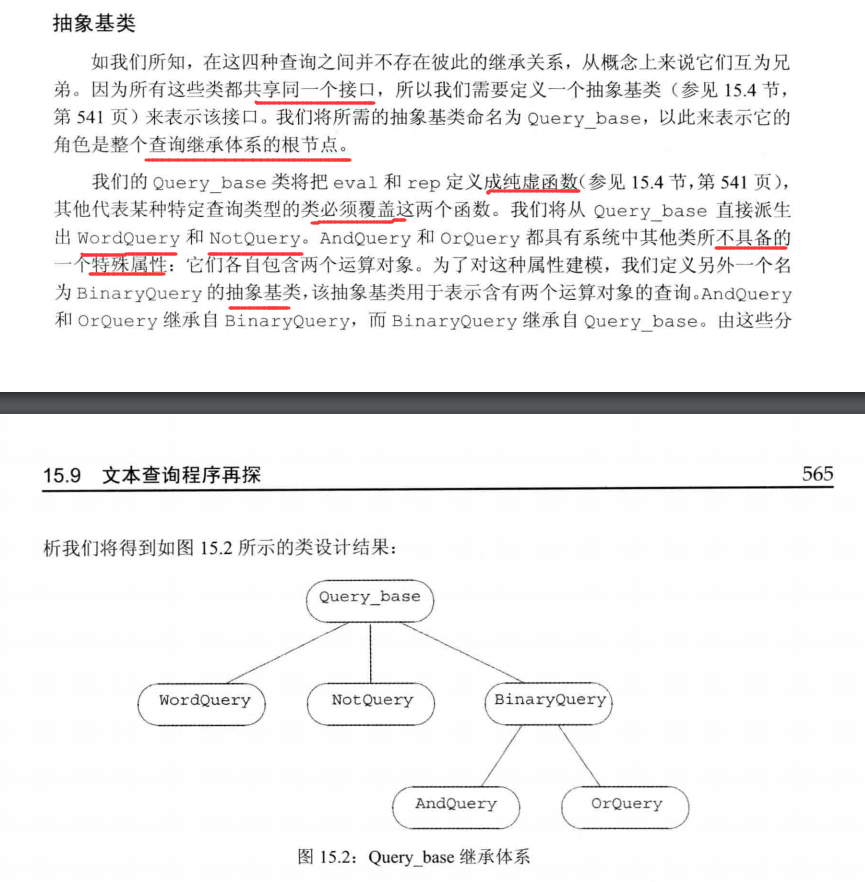 抽象基类
如我们所知，在这四种查询之间并不存在彼此的继承关系，从概念上来说它们互为兄
弟。因为所有这些类都共享同一个接口，所以我们需要定义一个抽象基类（参见 15.4 节，
第 541 页）来表示该接口。我们将所需的抽象基类命名为 Query_base，以此来表示它的
角色是整个查询继承体系的根节点。
我们的 Query_base 类将把 eval 和 rep 定义成纯虚函数（参见 15.4 节，第 541 页），
其他代表某种特定查询类型的类必须覆盖这两个函数。我们将从 Query_base 直接派生
出 WordQuery 和 NotQuery。AndQuery 和 OrQuery 都具有系统中其他类所不具备的
一个特殊属性：它们各自包含两个运算对象。为了对这种属性建模，我们定义另外一个名
为 BinaryQuery 的抽象基类，该抽象基类用于表示含有两个运算对象的查询。AndQuery
和 OrQuery 继承自 BinaryQuery，而 BinaryQuery 继承自 Query_base。由这些分
15.9 文本查询程序再探 565
析我们将得到如图 15.2 所示的类设计结果：
Query_base
WordQuery NotQuery BinaryQuery
AndQuery OrQuery
图 15.2：Query_base 继承体系